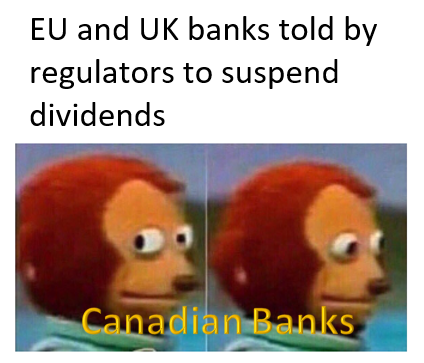 EU and UK banks told by
regulators to suspend
dividends
Canadian Banks